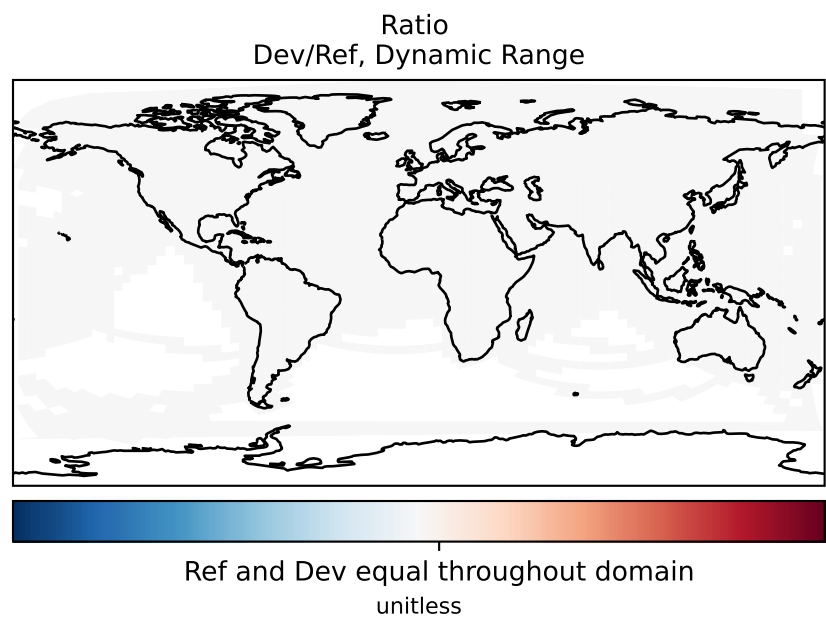 Ratio
Dev/Ref, Dynamic Range
Ref and Dev equal throughout domain
unitless